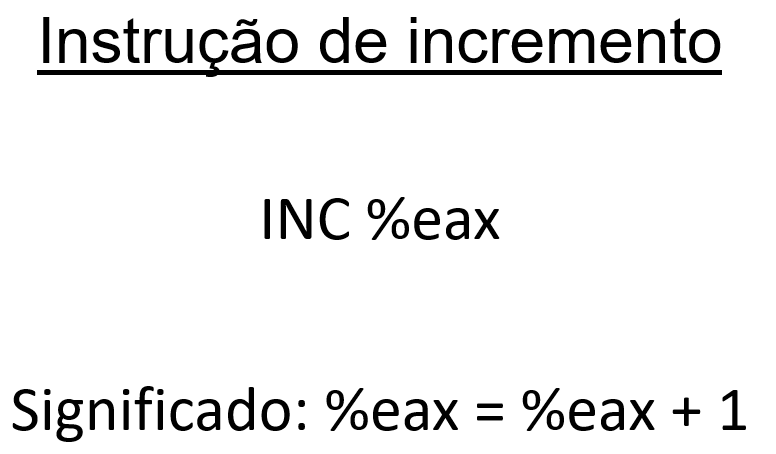 Instrução de incremento
INC %eax
Significado: %eax = %eax + 1